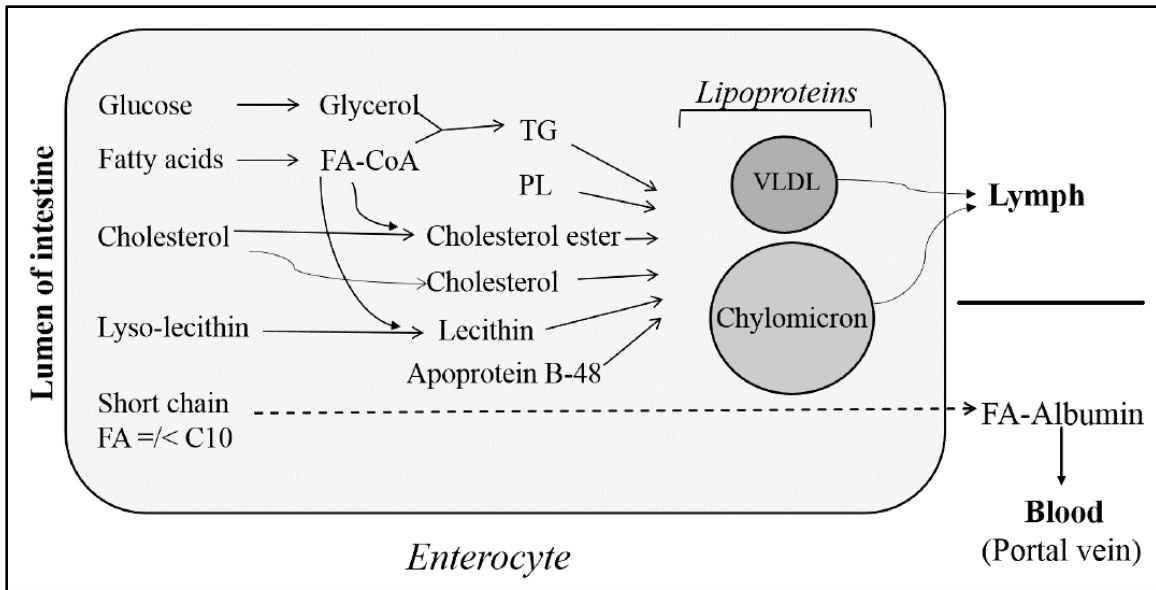 Lumen of intestine
Glucose
Glycerol
TG
Fatty acids
FA-CoA
PL
Cholesterol
Cholesterol ester
Cholesterol
Lyso-lecithin
Lecithin
Apoprotein B-48
Short chain
FA =/< C10
Lipoproteins
VLDL
Chylomicron
Lymph
FA-Albumin
Blood
(Portal vein)
Enterocyte